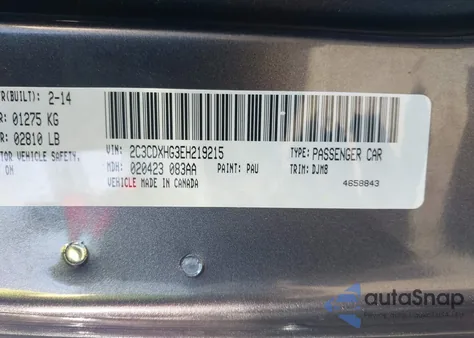 R(BUILT): 2-14
R: 01275 KG
R: 02810 LB
TOR VEHICLE SAFETY,
OH
VIN: 2C3CDXHG3EH219215
TYPE: PASSENGER CAR
MDH: 020423 083AA
PAINT: PAU
TRIM: DJM8
VEHICLE MADE IN CANADA
4658843
autoSnap